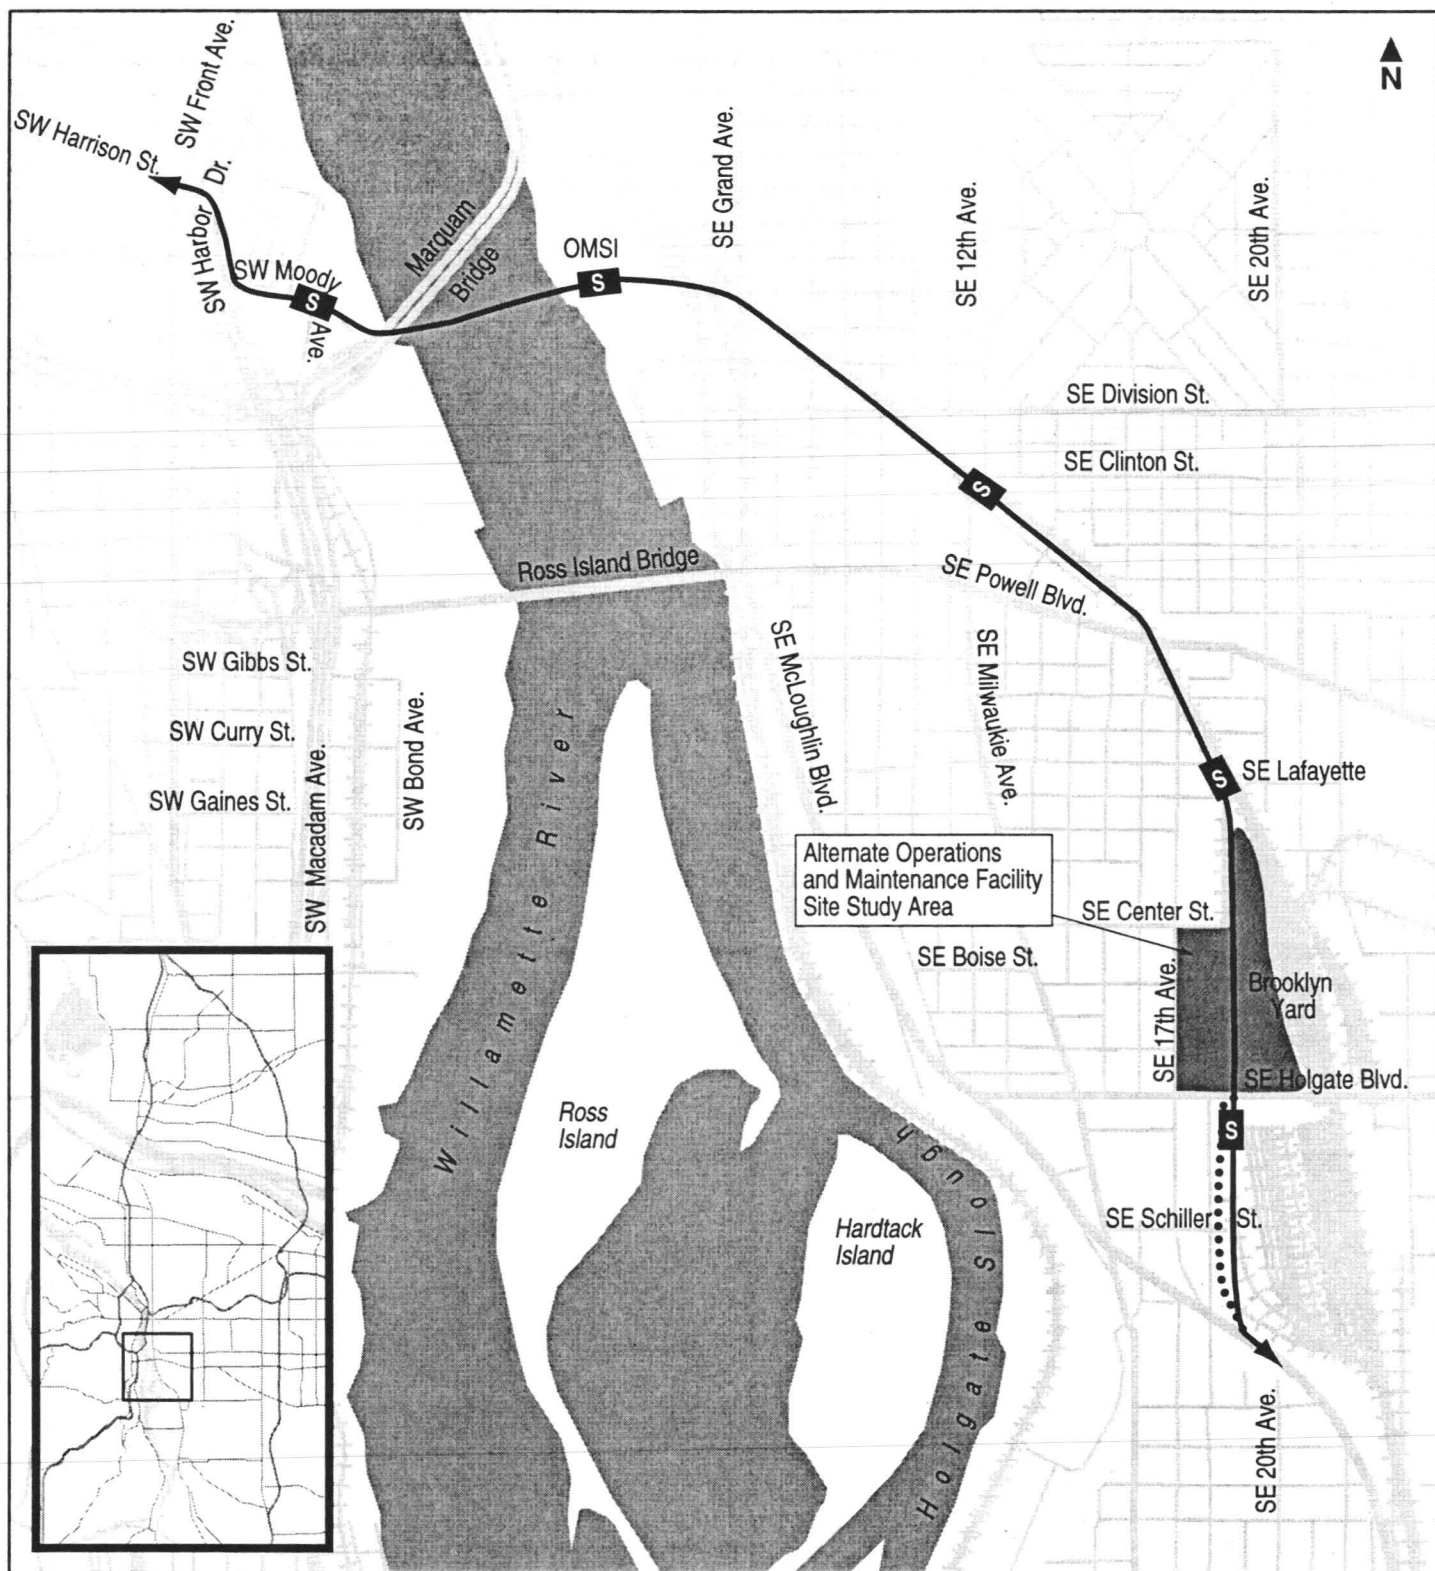 N
SW Front Ave.
SW Harrison St.
SW Harbor Dr.
SW Moody
Ave.
S
Marquam
Bridge
OMSI
S
SE Grand Ave.
SE 12th Ave.
SE 20th Ave.
SE Division St.
SE Clinton St.
S
Ross Island Bridge
SE Powell Blvd.
SW Gibbs St.
SW Curry St.
SW Gaines St.
SW Macadam Ave.
SW Bond Ave.
Willamette River
SE McLoughlin Blvd.
SE Milwaukie Ave.
S
SE Lafayette
Alternate Operations
and Maintenance Facility
Site Study Area
SE Center St.
SE Boise St.
SE 17th Ave.
Brooklyn
Yard
SE Holgate Blvd.
S
Ross
Island
Hardtack
Island
Holgate Slough
SE Schiller St.
SE 20th Ave.